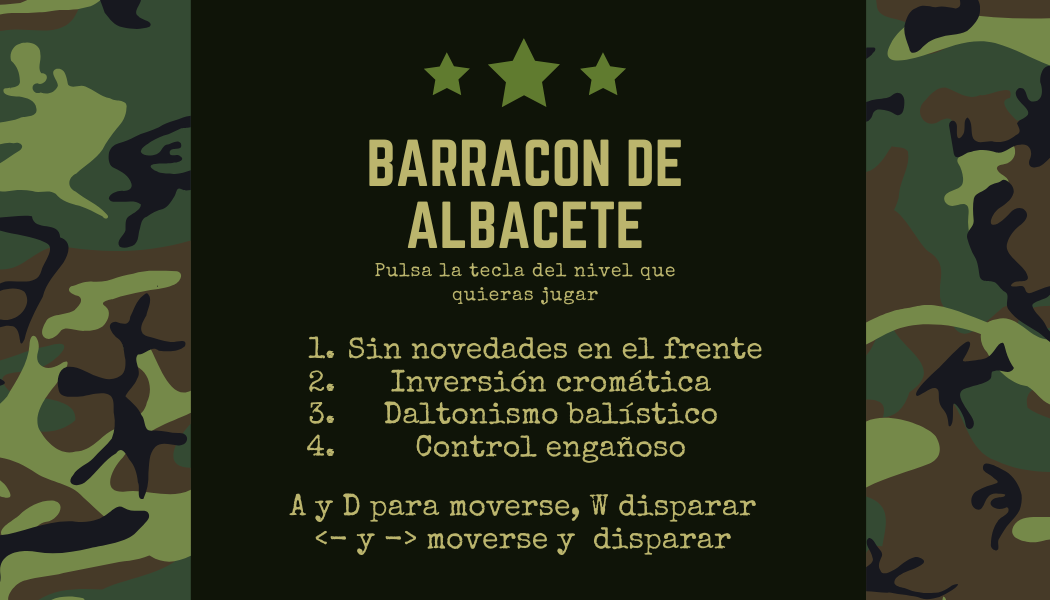 BARRACON DE
ALBACETE
Pulsa la tecla del nivel que
quieras jugar
1. Sin novedades en el frente
2. Inversión cromática
3. Daltonismo balístico
4. Control engañoso
A y D para moverse, W disparar
<- y -> moverse y disparar